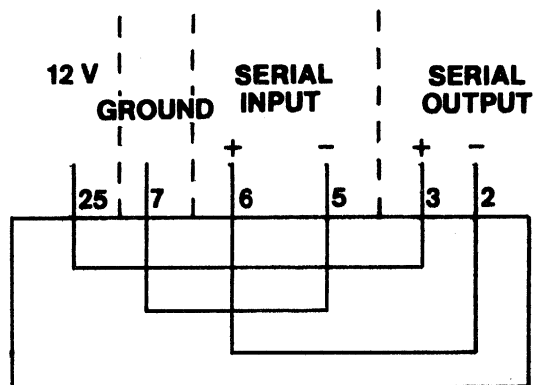 12 V
GROUND
SERIAL
INPUT
SERIAL
OUTPUT
+ − + −
25 7 6 5 3 2